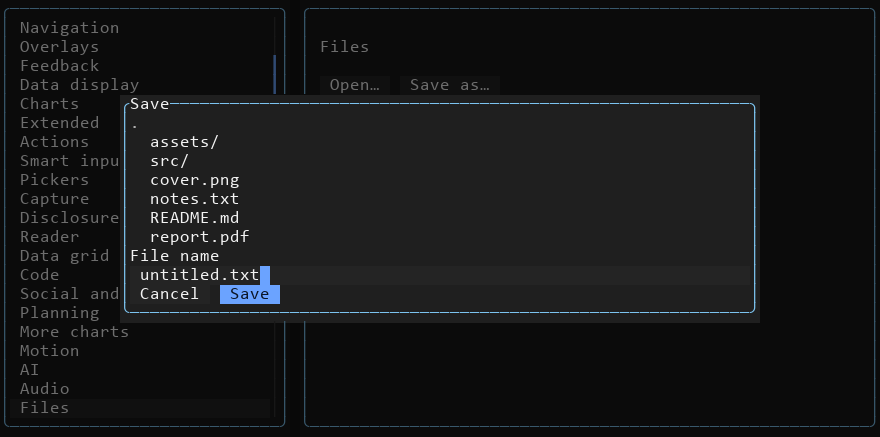 Navigation
Overlays
Feedback
Data display
Charts
Extended
Actions
Smart inpu
Pickers
Capture
Disclosure
Reader
Data grid
Code
Social and
Planning
More charts
Motion
AI
Audio
Files
Files
Open… Save as…
Save
.
assets/
src/
cover.png
notes.txt
README.md
report.pdf
File name
untitled.txt
Cancel Save